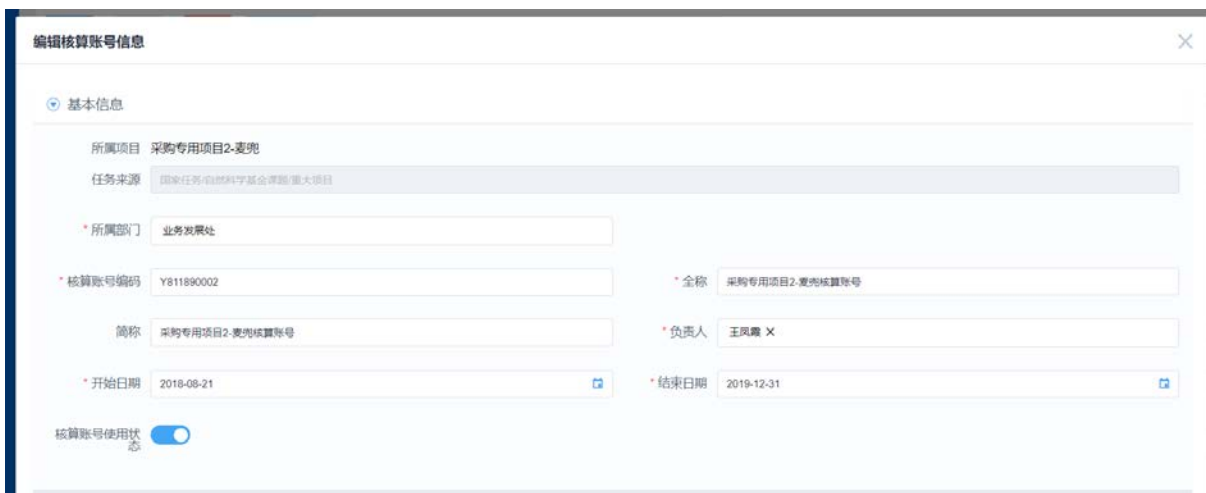 编辑核算账号信息
基本信息
所属项目 采购专用项目2-麦兜
任务来源 国家任务/自然科学基金课题/重大项目
* 所属部门 业务发展处
* 核算账号编码 Y811890002 * 全称 采购专用项目2-麦兜核算账号
简称 采购专用项目2-麦兜核算账号 * 负责人 王凤霞 X
* 开始日期 2018-08-21 * 结束日期 2019-12-31
核算账号使用状
态